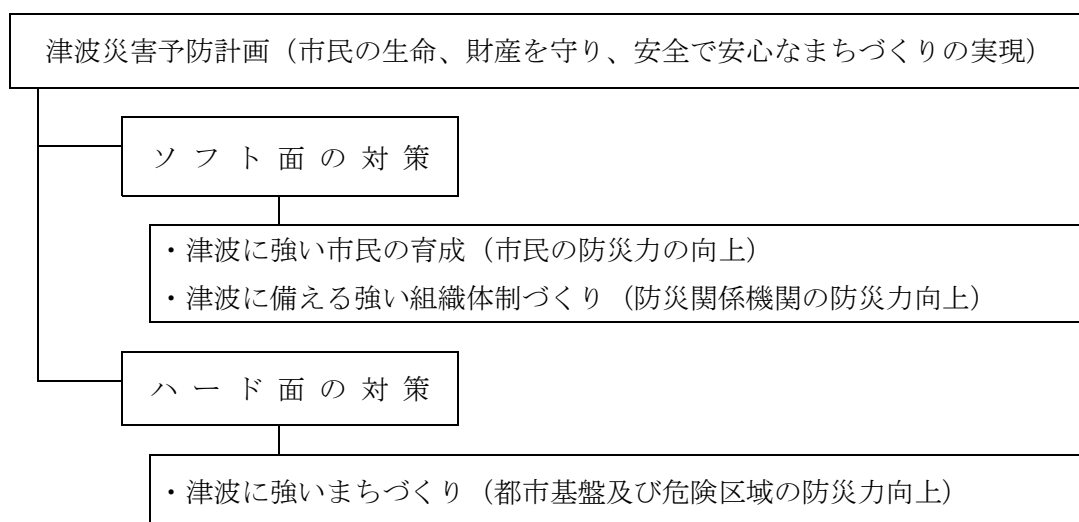 津波災害予防計画(市民の生命、財産を守り、安全で安心なまちづくりの実現)
ソフト面の対策
・津波に強い市民の育成(市民の防災力の向上)
・津波に備える強い組織体制づくり(防災関係機関の防災力向上)
ハード面の対策
・津波に強いまちづくり(都市基盤及び危険区域の防災力向上)